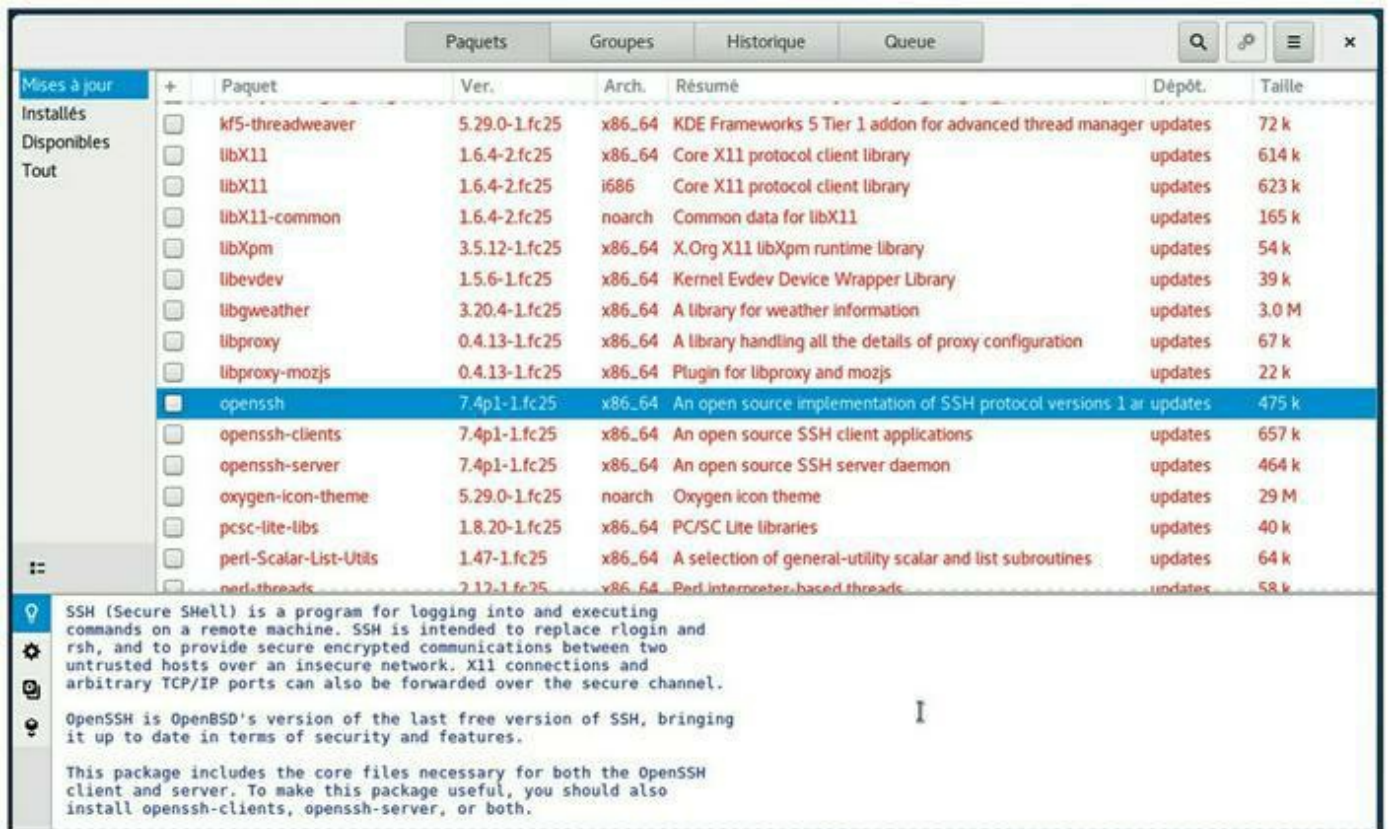 Paquets Groupes Historique Queue
Mises à jour
Installés
Disponibles
Tout
+ Paquet Ver. Arch. Résumé Dépôt. Taille
kf5-threadweaver 5.29.0-1.fc25 x86_64 KDE Frameworks 5 Tier 1 addon for advanced thread manager updates 72 k
libX11 1.6.4-2.fc25 x86_64 Core X11 protocol client library updates 614 k
libX11 1.6.4-2.fc25 i686 Core X11 protocol client library updates 623 k
libX11-common 1.6.4-2.fc25 noarch Common data for libX11 updates 165 k
libXpm 3.5.12-1.fc25 x86_64 X.Org X11 libXpm runtime library updates 54 k
libevdev 1.5.6-1.fc25 x86_64 Kernel Evdev Device Wrapper Library updates 39 k
libgweather 3.20.4-1.fc25 x86_64 A library for weather information updates 3.0 M
libproxy 0.4.13-1.fc25 x86_64 A library handling all the details of proxy configuration updates 67 k
libproxy-mozjs 0.4.13-1.fc25 x86_64 Plugin for libproxy and mozjs updates 22 k
openssh 7.4p1-1.fc25 x86_64 An open source implementation of SSH protocol versions 1 ar updates 475 k
openssh-clients 7.4p1-1.fc25 x86_64 An open source SSH client applications updates 657 k
openssh-server 7.4p1-1.fc25 x86_64 An open source SSH server daemon updates 464 k
oxygen-icon-theme 5.29.0-1.fc25 noarch Oxygen icon theme updates 29 M
pcsc-lite-libs 1.8.20-1.fc25 x86_64 PC/SC Lite libraries updates 40 k
perl-Scalar-List-Utils 1.47-1.fc25 x86_64 A selection of general-utility scalar and list subroutines updates 64 k
perl-threads 2.12-1.fc25 x86_64 Perl interpreter-based threads updates 58 k
SSH (Secure SHell) is a program for logging into and executing
commands on a remote machine. SSH is intended to replace rlogin and
rsh, and to provide secure encrypted communications between two
untrusted hosts over an insecure network. X11 connections and
arbitrary TCP/IP ports can also be forwarded over the secure channel.
OpenSSH is OpenBSD's version of the last free version of SSH, bringing
it up to date in terms of security and features.
This package includes the core files necessary for both the OpenSSH
client and server. To make this package useful, you should also
install openssh-clients, openssh-server, or both.